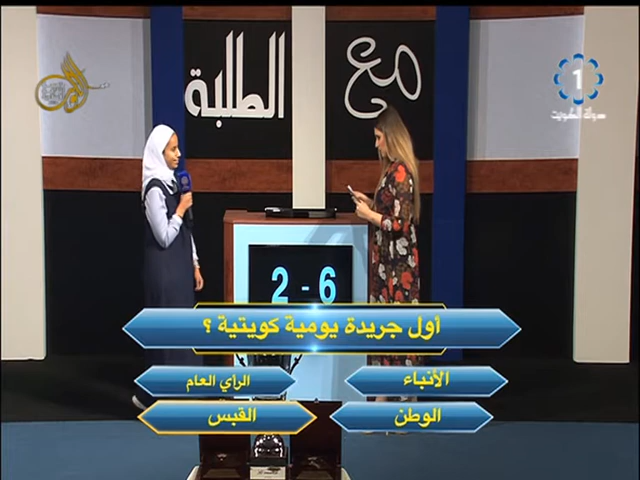 مع
الطلبة
1
دولة الكويت
2 - 6
أول جريدة يومية كويتية ؟
الأنباء
الرأي العام
الوطن
القبس